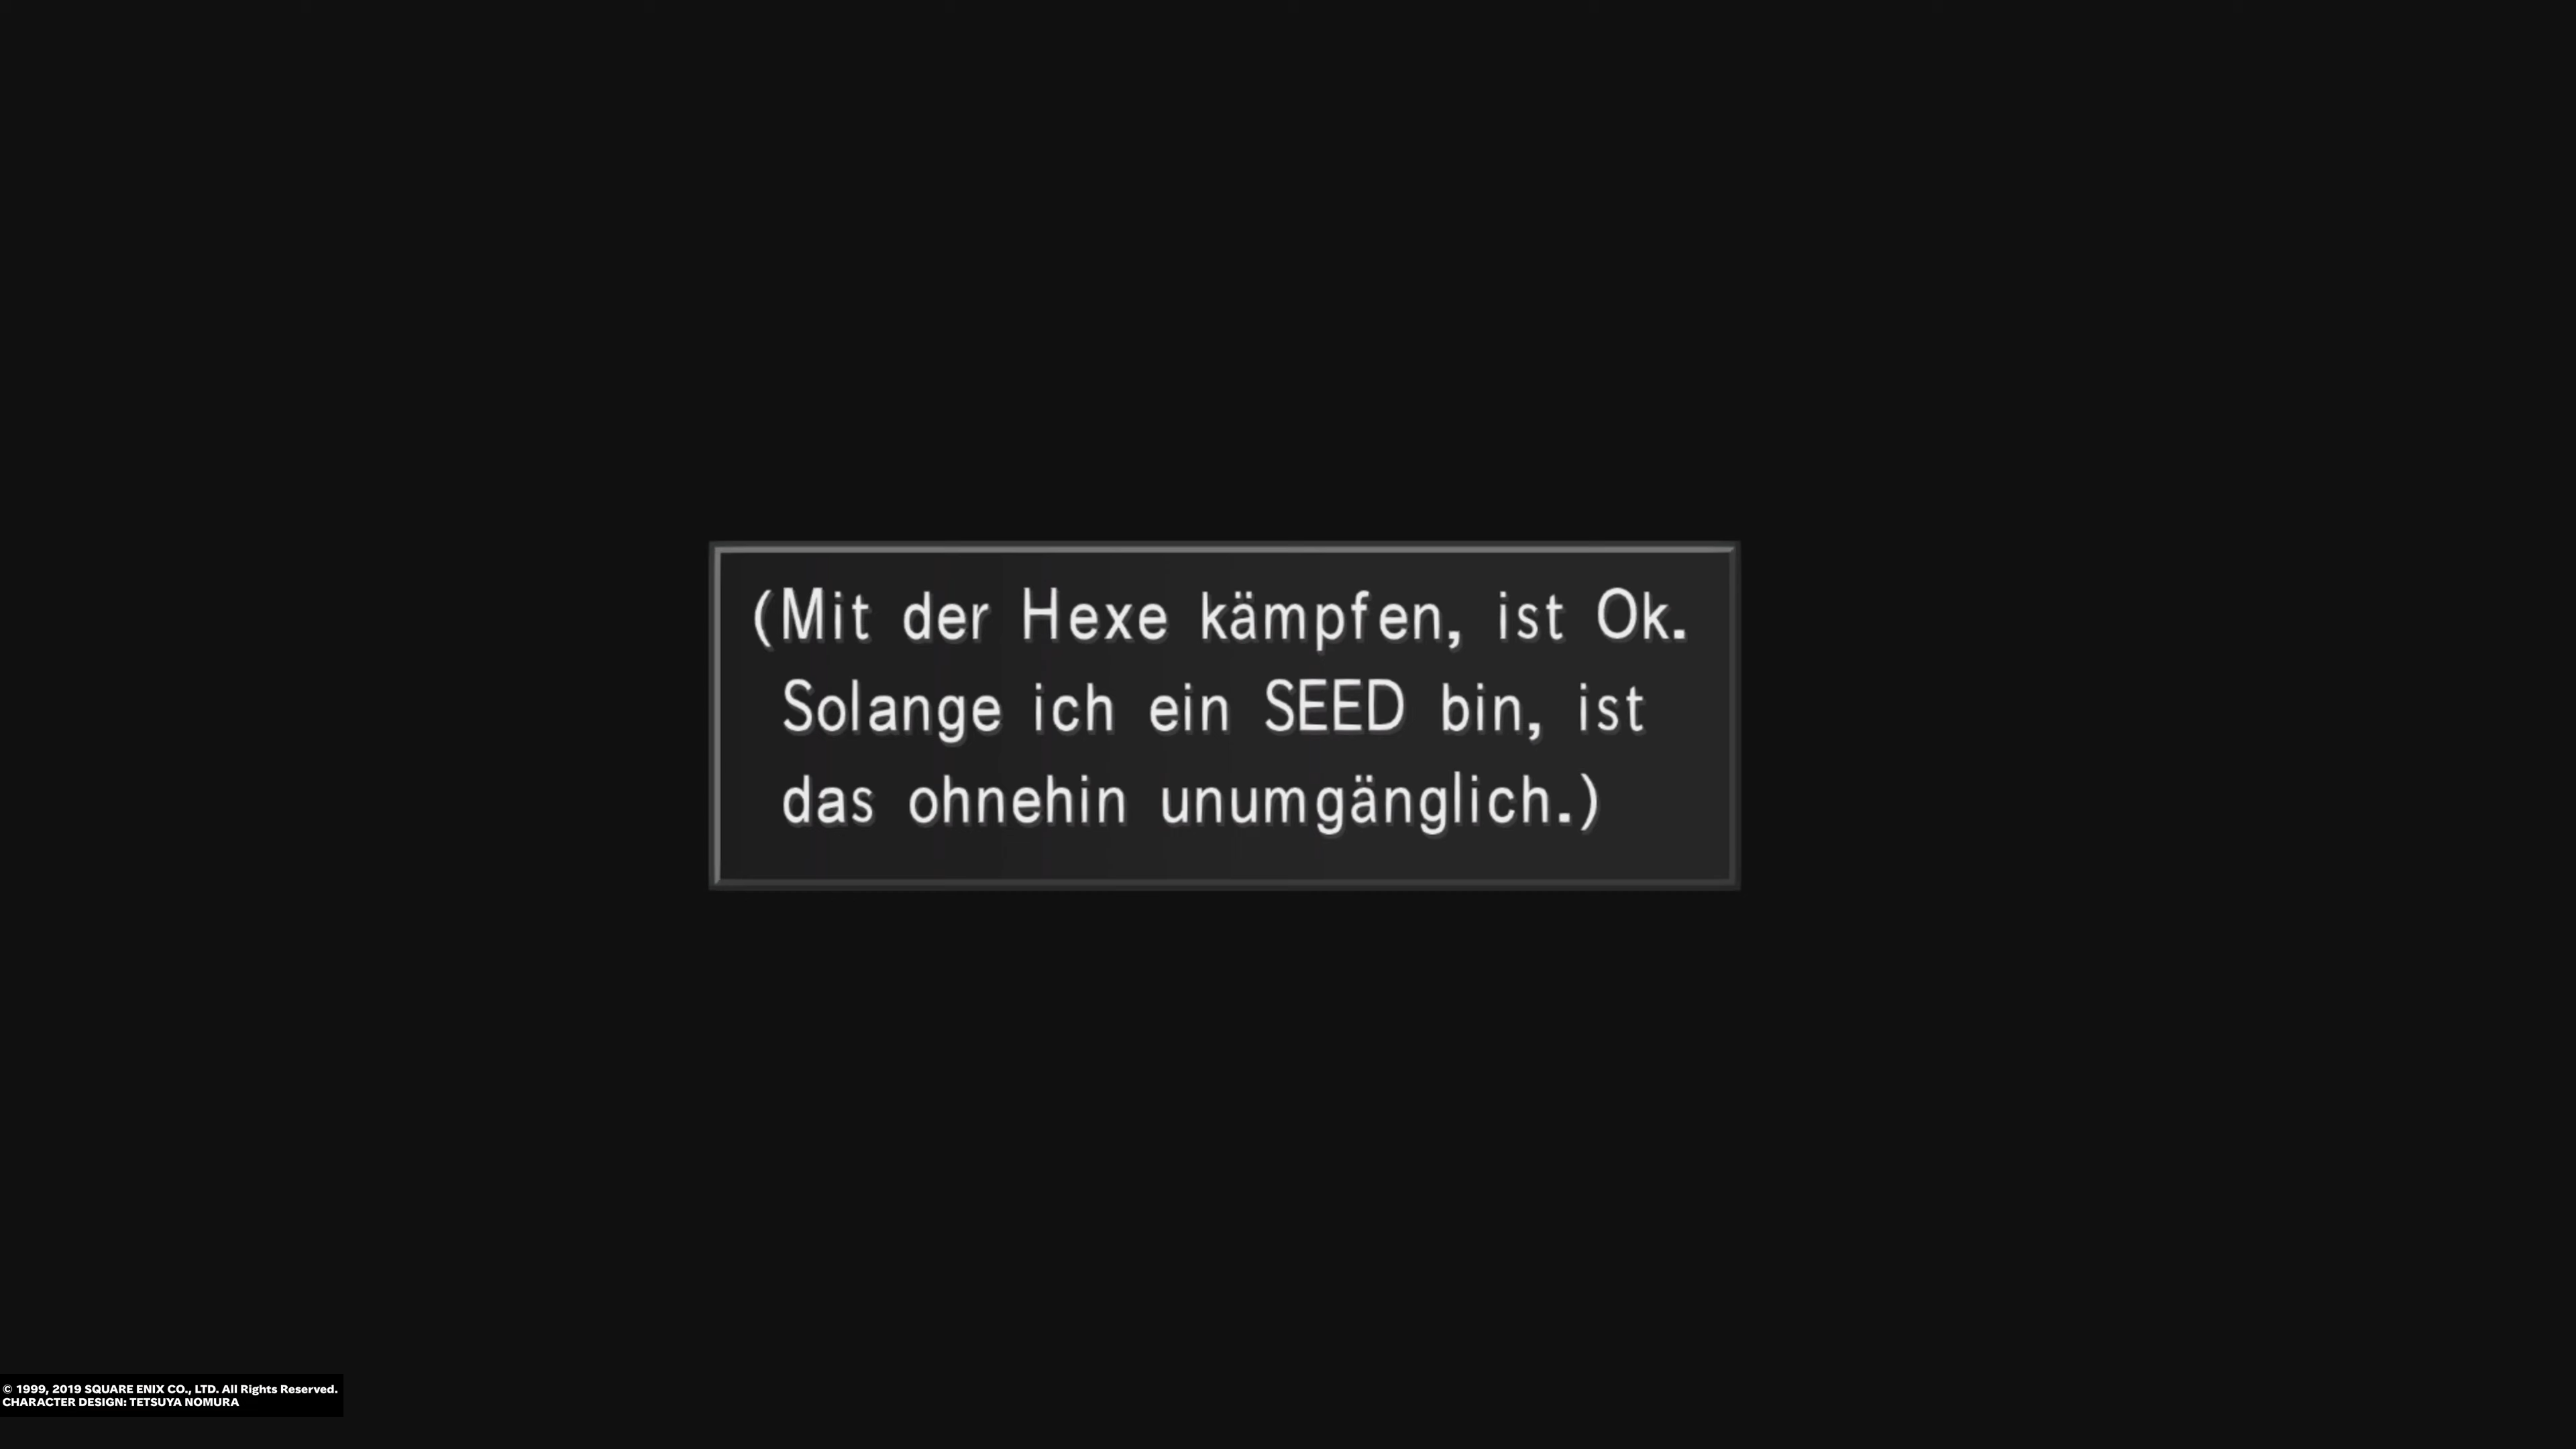 (Mit der Hexe kämpfen, ist Ok.
Solange ich ein SEED bin, ist
das ohnehin unumgänglich.)
© 1999, 2019 SQUARE ENIX CO., LTD. All Rights Reserved.
CHARACTER DESIGN: TETSUYA NOMURA